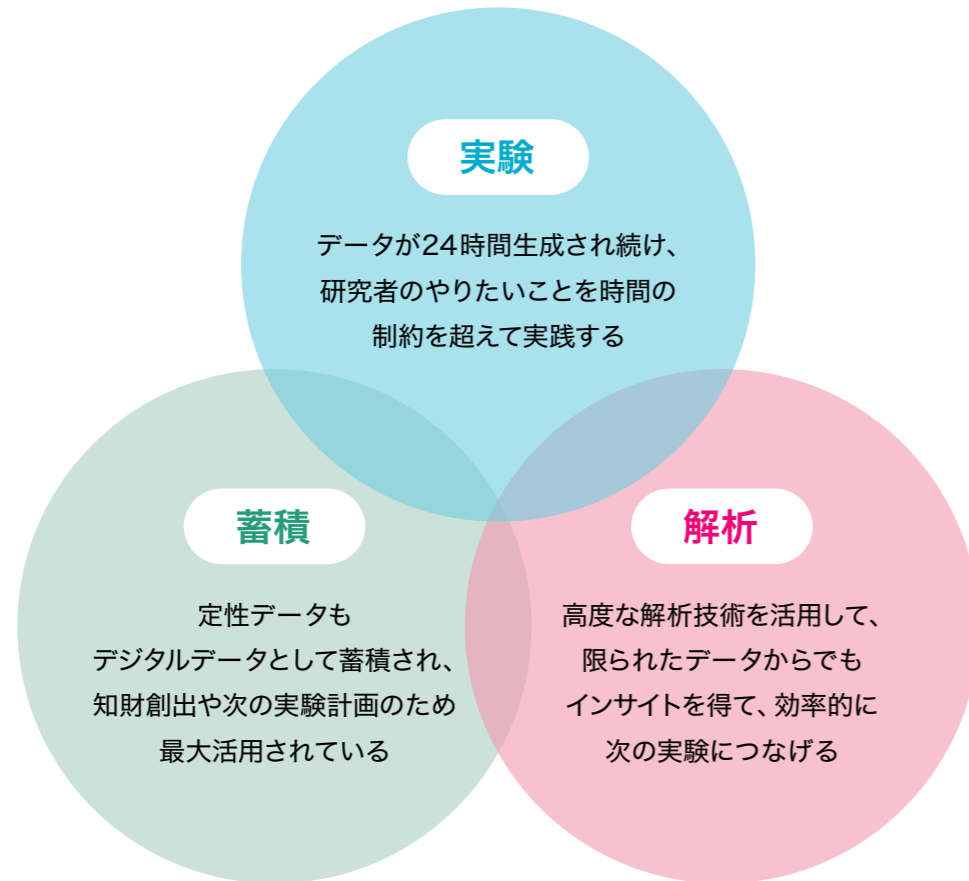 実験
データが24時間生成され続け、
研究者のやりたいことを時間の
制約を超えて実践する
蓄積
定性データも
デジタルデータとして蓄積され、
知財創出や次の実験計画のため
最大活用されている
解析
高度な解析技術を活用して、
限られたデータからでも
インサイトを得て、効率的に
次の実験につなげる